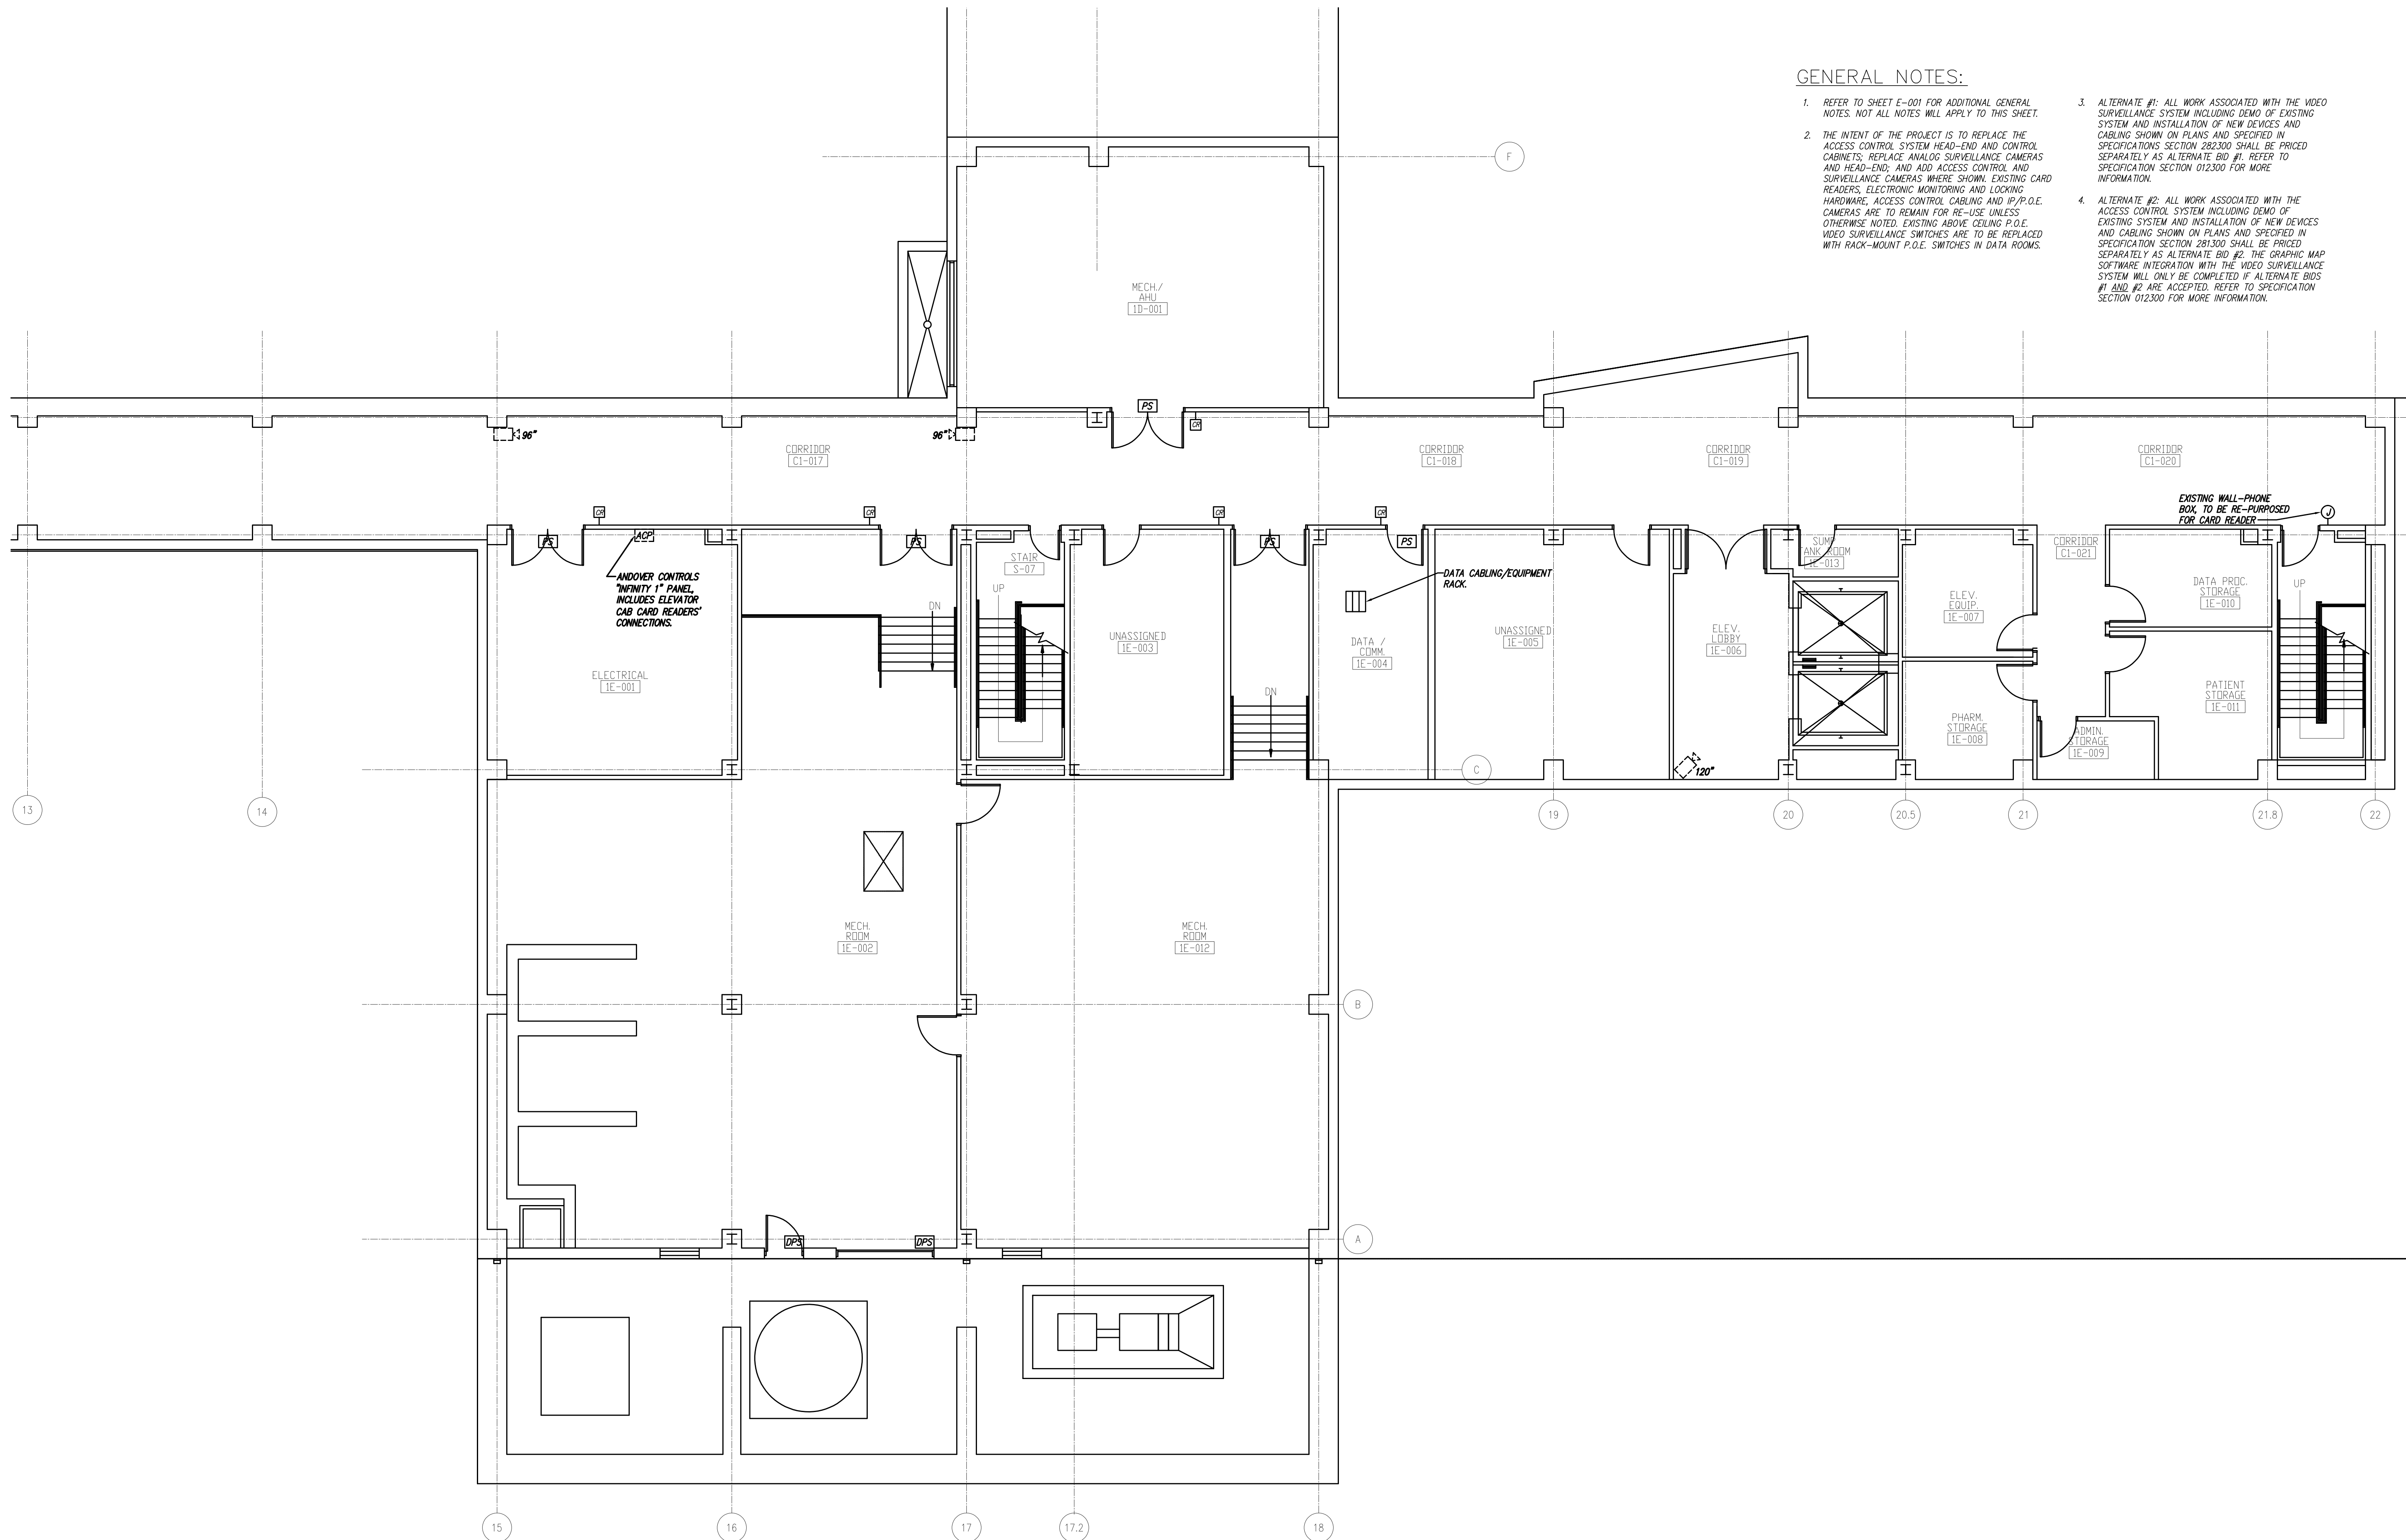 GENERAL NOTES:
1. REFER TO SHEET E-001 FOR ADDITIONAL GENERAL
NOTES. NOT ALL NOTES WILL APPLY TO THIS SHEET.
2. THE INTENT OF THE PROJECT IS TO REPLACE THE
ACCESS CONTROL SYSTEM HEAD-END AND CONTROL
CABINETS; REPLACE ANALOG SURVEILLANCE CAMERAS
AND HEAD-END; AND ADD ACCESS CONTROL AND
SURVEILLANCE CAMERAS WHERE SHOWN. EXISTING CARD
READERS, ELECTRONIC MONITORING AND LOCKING
HARDWARE, ACCESS CONTROL CABLING AND IP/P.O.E.
CAMERAS ARE TO REMAIN FOR RE-USE UNLESS
OTHERWISE NOTED. EXISTING ABOVE CEILING P.O.E.
VIDEO SURVEILLANCE SWITCHES ARE TO BE REPLACED
WITH RACK-MOUNT P.O.E. SWITCHES IN DATA ROOMS.
3. ALTERNATE #1: ALL WORK ASSOCIATED WITH THE VIDEO
SURVEILLANCE SYSTEM INCLUDING DEMO OF EXISTING
SYSTEM AND INSTALLATION OF NEW DEVICES AND
CABLING SHOWN ON PLANS AND SPECIFIED IN
SPECIFICATIONS SECTION 282300 SHALL BE PRICED
SEPARATELY AS ALTERNATE BID #1. REFER TO
SPECIFICATION SECTION 012300 FOR MORE
INFORMATION.
4. ALTERNATE #2: ALL WORK ASSOCIATED WITH THE
ACCESS CONTROL SYSTEM INCLUDING DEMO OF
EXISTING SYSTEM AND INSTALLATION OF NEW DEVICES
AND CABLING SHOWN ON PLANS AND SPECIFIED IN
SPECIFICATION SECTION 281300 SHALL BE PRICED
SEPARATELY AS ALTERNATE BID #2. THE GRAPHIC MAP
SOFTWARE INTEGRATION WITH THE VIDEO SURVEILLANCE
SYSTEM WILL ONLY BE COMPLETED IF ALTERNATE BIDS
#1 AND #2 ARE ACCEPTED. REFER TO SPECIFICATION
SECTION 012300 FOR MORE INFORMATION.
F
MECH./
AHU
1D-001
PS
CR
96"
96"
CORRIDOR
C1-017
CORRIDOR
C1-018
CORRIDOR
C1-019
CORRIDOR
C1-020
EXISTING WALL-PHONE
BOX, TO BE RE-PURPOSED
FOR CARD READER
J
CR
CR
CR
CR
PS
ACP
PS
PS
PS
ANDOVER CONTROLS
"INFINITY 1" PANEL,
INCLUDES ELEVATOR
CAB CARD READERS'
CONNECTIONS.
STAIR
S-07
UP
DN
DATA CABLING/EQUIPMENT
RACK.
SUMP
TANK ROOM
1E-013
CORRIDOR
C1-021
DATA PROC.
STORAGE
1E-010
UP
ELEV.
EQUIP.
1E-007
ELECTRICAL
1E-001
UNASSIGNED
1E-003
DN
DATA /
COMM.
1E-004
UNASSIGNED
1E-005
ELEV.
LOBBY
1E-006
PATIENT
STORAGE
1E-011
PHARM.
STORAGE
1E-008
ADMIN.
STORAGE
1E-009
120"
C
13
14
19
20
20.5
21
21.8
22
MECH.
ROOM
1E-002
MECH.
ROOM
1E-012
B
DPS
DPS
A
15
16
17
17.2
18